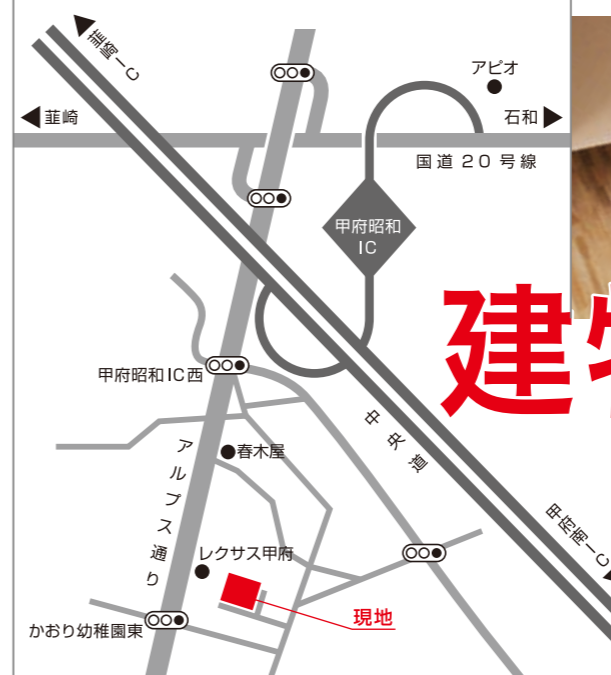 韮崎IC
アピオ
韮崎
石和
国道20号線
甲府昭和
IC
建
甲府昭和IC西
中央道
春木屋
アルプス通り
甲府南IC
レクサス甲府
現地
かおり幼稚園東